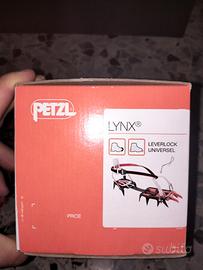 PETZL
LYNX®
LEVERLOCK
UNIVERSEL
PRICE
subito